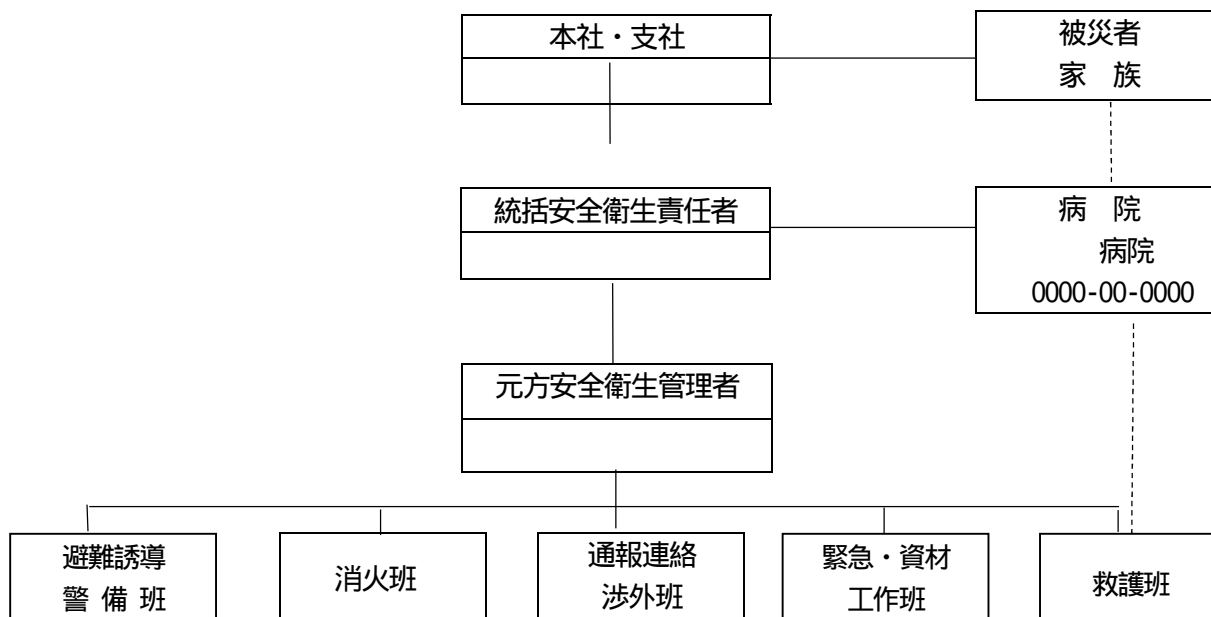 本社・支社
被災者
家　族
統括安全衛生責任者
病　院
病院
0000-00-0000
元方安全衛生管理者
避難誘導
警 備 班
消火班
通報連絡
渉外班
緊急・資材
工作班
救護班